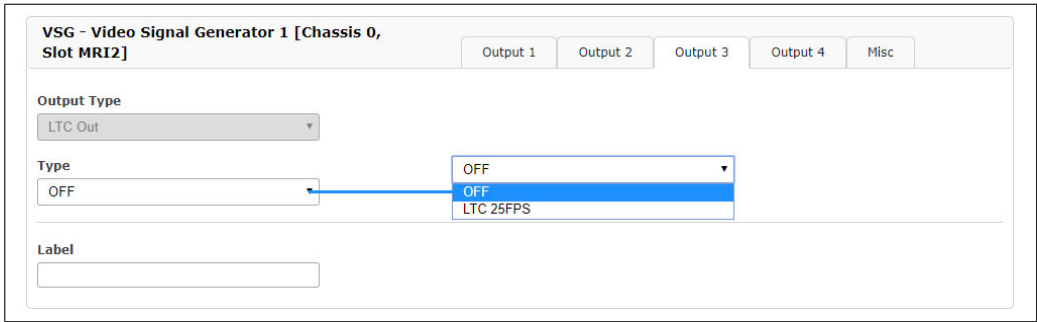 VSG - Video Signal Generator 1 [Chassis 0,
Slot MRI2]
Output 1
Output 2
Output 3
Output 4
Misc
Output Type
LTC Out
Type
OFF
OFF
OFF
LTC 25FPS
Label